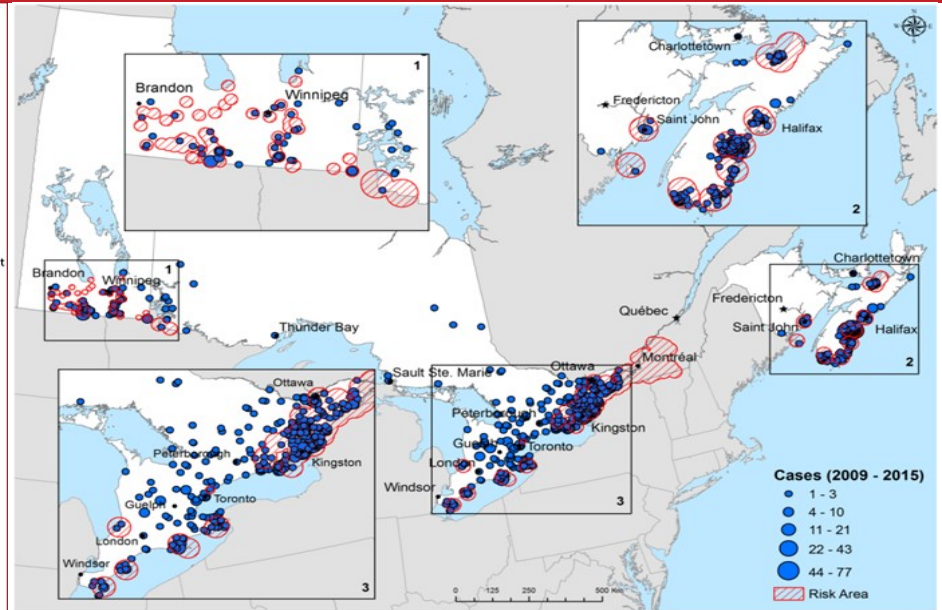 1
Brandon
Winnipeg
Charlottetown
Fredericton
Saint John
Halifax
2
t
Brandon
Winnipeg
1
Thunder Bay
Sault Ste. Marie
Québec
Montréal
Ottawa
Peterborough
Kingston
Guelph
Toronto
London
Windsor
3
Charlottetown
Fredericton
Saint John
Halifax
2
Ottawa
Peterborough
Kingston
Guelph
Toronto
London
Windsor
3
Cases (2009 - 2015)
1 - 3
4 - 10
11 - 21
22 - 43
44 - 77
Risk Area
0 125 250 500 Km